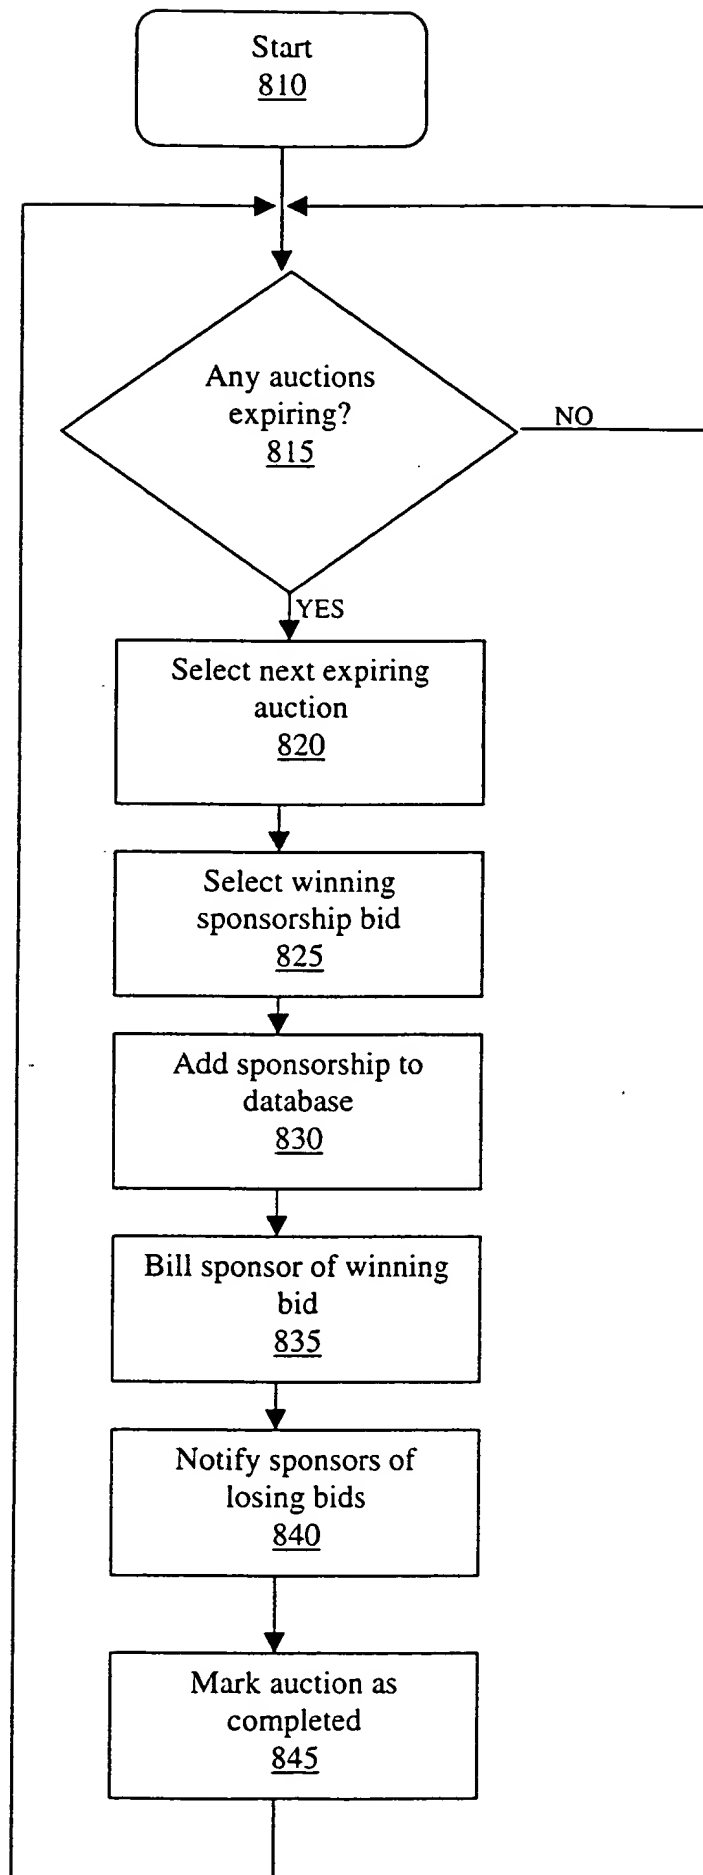 Start
810
Any auctions
expiring?
815
NO
YES
Select next expiring
auction
820
Select winning
sponsorship bid
825
Add sponsorship to
database
830
Bill sponsor of winning
bid
835
Notify sponsors of
losing bids
840
Mark auction as
completed
845